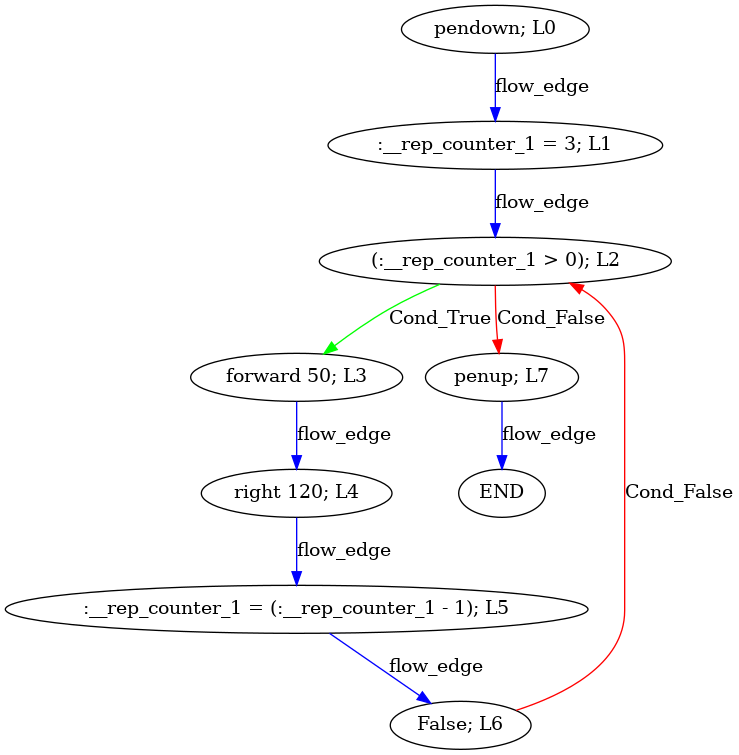 pendown; L0
flow_edge
:__rep_counter_1 = 3; L1
flow_edge
(:__rep_counter_1 > 0); L2
Cond_True
Cond_False
forward 50; L3
penup; L7
flow_edge
flow_edge
right 120; L4
END
Cond_False
flow_edge
:__rep_counter_1 = (:__rep_counter_1 - 1); L5
flow_edge
False; L6